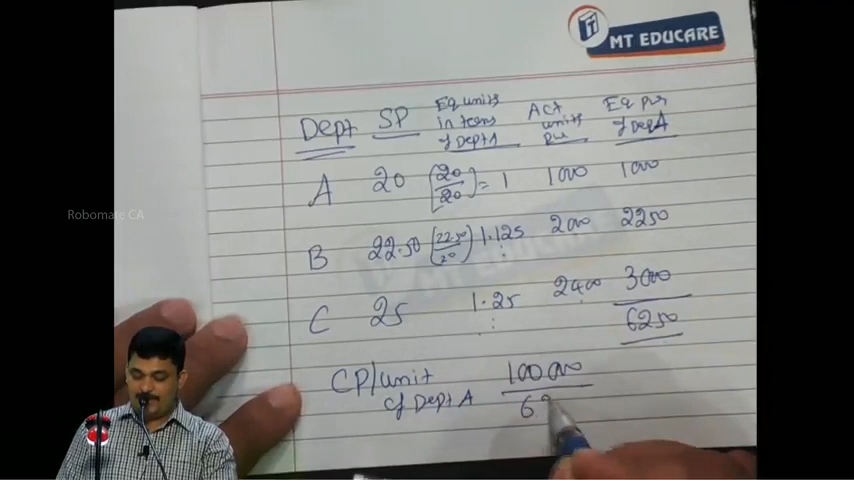 MT EDUCARE
Dept SP Eq units in terms of Dept A Act units pu Eq pur of Dept A
A 20 (20/20) = 1 1000 1000
B 22.50 (22.50/20) 1.125 2000 2250
C 25 1.25 2400 3000
6250
CP/unit of Dept A 100000
62
Robomate CA